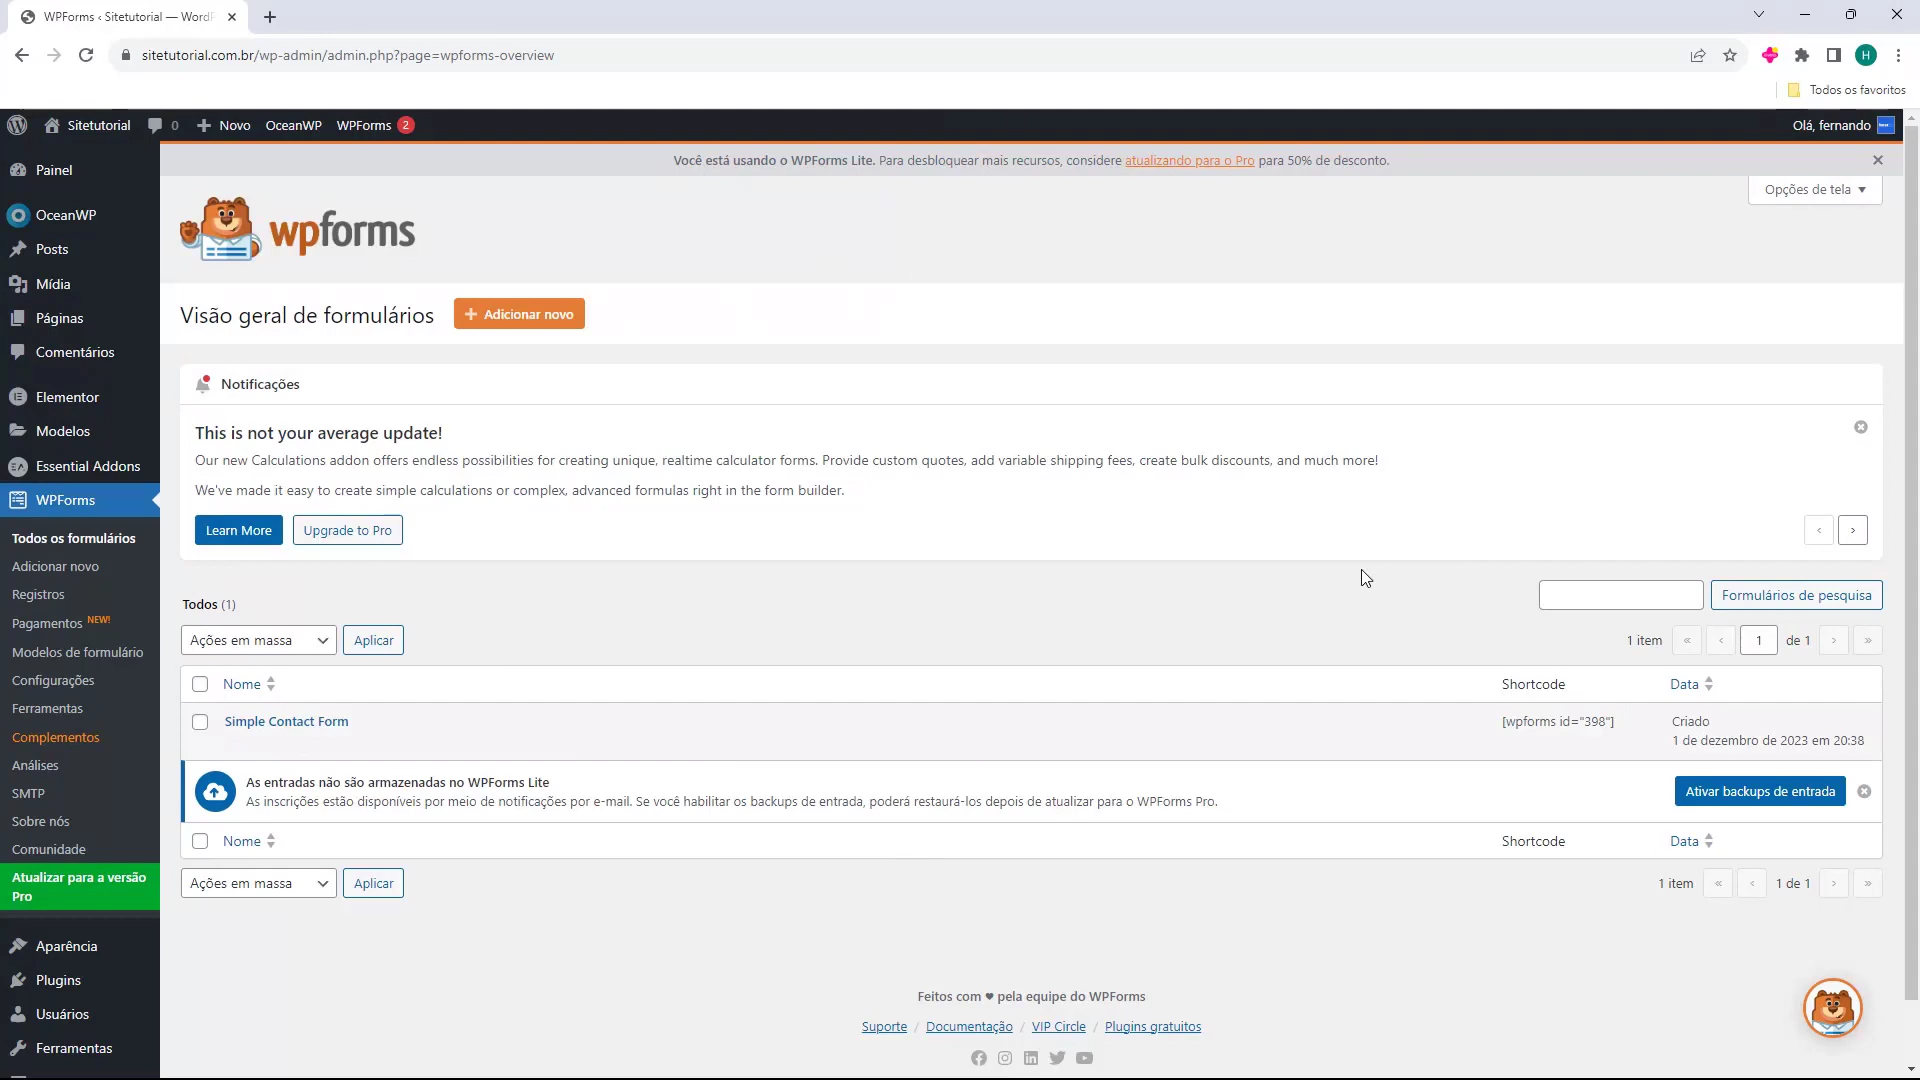 WPForms ‹ Sitetutorial — WordP
sitetutorial.com.br/wp-admin/admin.php?page=wpforms-overview
H
Todos os favoritos
Sitetutorial
0
Novo
OceanWP
WPForms
2
Olá, fernando
Você está usando o WPForms Lite. Para desbloquear mais recursos, considere atualizando para o Pro para 50% de desconto.
Opções de tela
wpforms
Visão geral de formulários
Adicionar novo
Notificações
This is not your average update!
Our new Calculations addon offers endless possibilities for creating unique, realtime calculator forms. Provide custom quotes, add variable shipping fees, create bulk discounts, and much more!
We've made it easy to create simple calculations or complex, advanced formulas right in the form builder.
Learn More
Upgrade to Pro
‹
›
Todos (1)
Formulários de pesquisa
Ações em massa
Aplicar
1 item
«
‹
1
de 1
›
»
Nome
Shortcode
Data
Simple Contact Form
[wpforms id="398"]
Criado
1 de dezembro de 2023 em 20:38
As entradas não são armazenadas no WPForms Lite
As inscrições estão disponíveis por meio de notificações por e-mail. Se você habilitar os backups de entrada, poderá restaurá-los depois de atualizar para o WPForms Pro.
Ativar backups de entrada
Nome
Shortcode
Data
Ações em massa
Aplicar
1 item
«
‹
1 de 1
›
»
Feitos com ♥ pela equipe do WPForms
Suporte / Documentação / VIP Circle / Plugins gratuitos
Painel
OceanWP
Posts
Mídia
Páginas
Comentários
Elementor
Modelos
Essential Addons
WPForms
Todos os formulários
Adicionar novo
Registros
Pagamentos NEW!
Modelos de formulário
Configurações
Ferramentas
Complementos
Análises
SMTP
Sobre nós
Comunidade
Atualizar para a versão
Pro
Aparência
Plugins
Usuários
Ferramentas